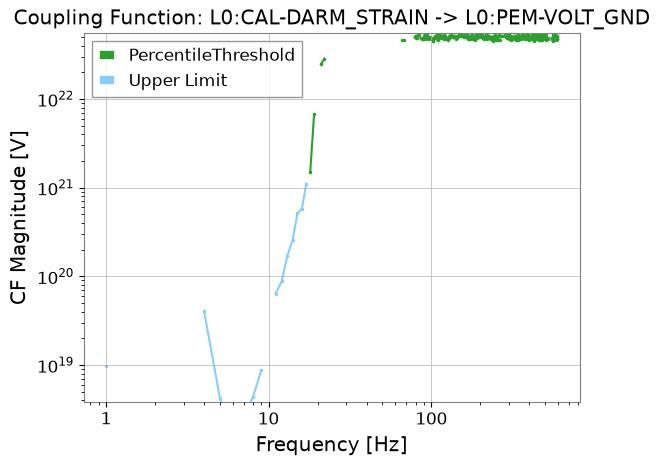 Coupling Function: L0:CAL-DARM_STRAIN -> L0:PEM-VOLT_GND
PercentileThreshold
Upper Limit
10^22
10^21
10^20
10^19
CF Magnitude [V]
1 10 100
Frequency [Hz]